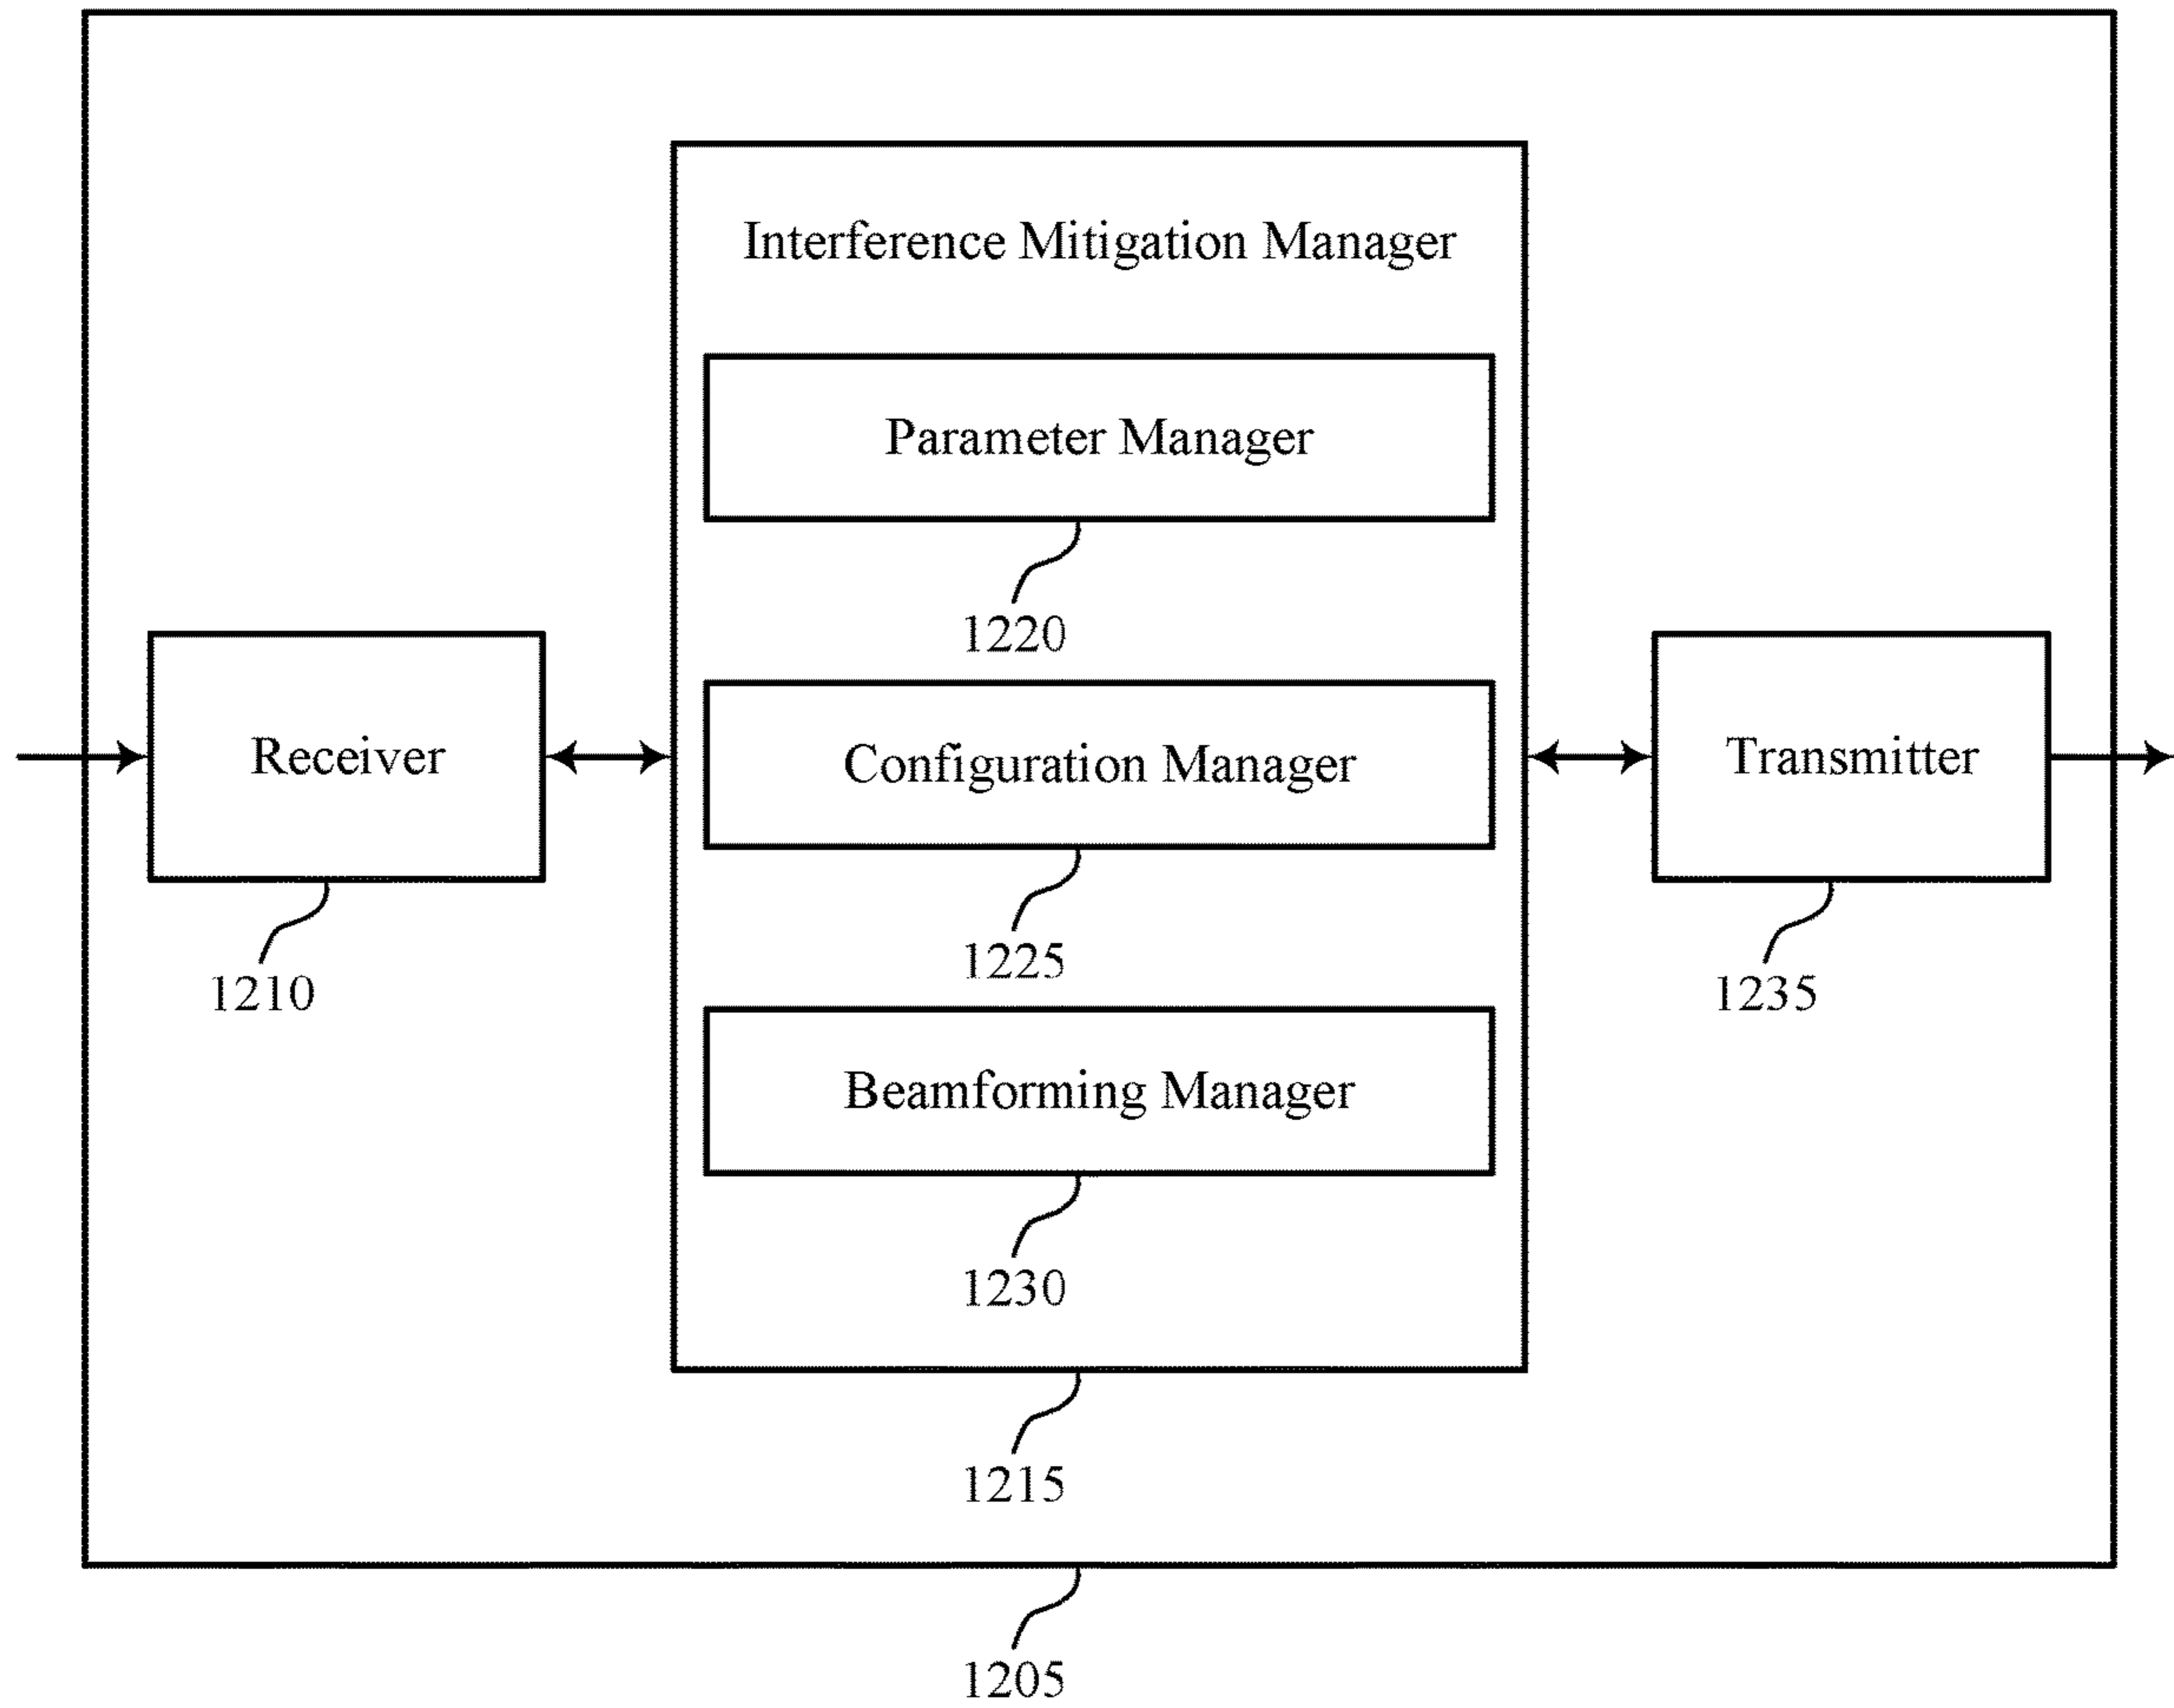 Interference Mitigation Manager
Parameter Manager
1220
Receiver
1210
Configuration Manager
1225
Transmitter
1235
Beamforming Manager
1230
1215
1205